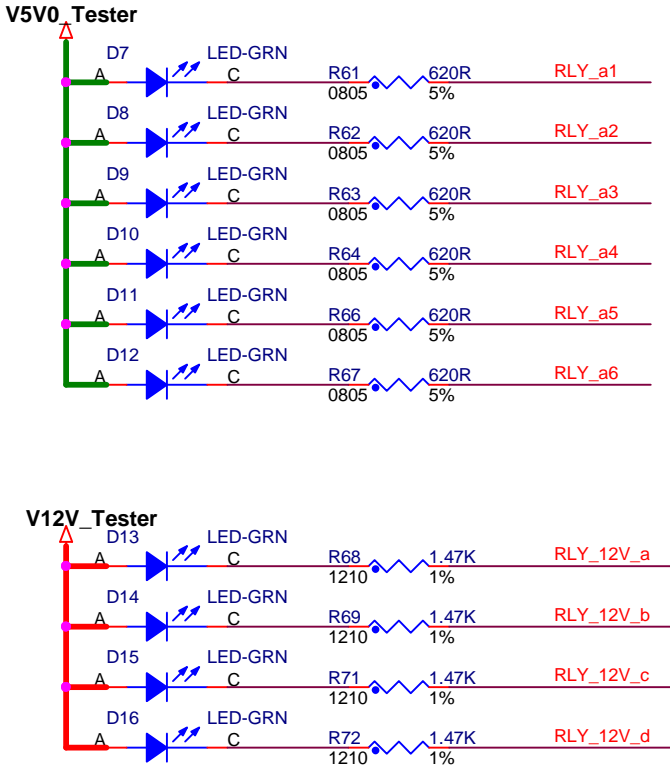 V5V0_Tester
D7 LED-GRN
A C R61 620R RLY_a1
0805 5%
D8 LED-GRN
A C R62 620R RLY_a2
0805 5%
D9 LED-GRN
A C R63 620R RLY_a3
0805 5%
D10 LED-GRN
A C R64 620R RLY_a4
0805 5%
D11 LED-GRN
A C R66 620R RLY_a5
0805 5%
D12 LED-GRN
A C R67 620R RLY_a6
0805 5%
V12V_Tester
D13 LED-GRN
A C R68 1.47K RLY_12V_a
1210 1%
D14 LED-GRN
A C R69 1.47K RLY_12V_b
1210 1%
D15 LED-GRN
A C R71 1.47K RLY_12V_c
1210 1%
D16 LED-GRN
A C R72 1.47K RLY_12V_d
1210 1%